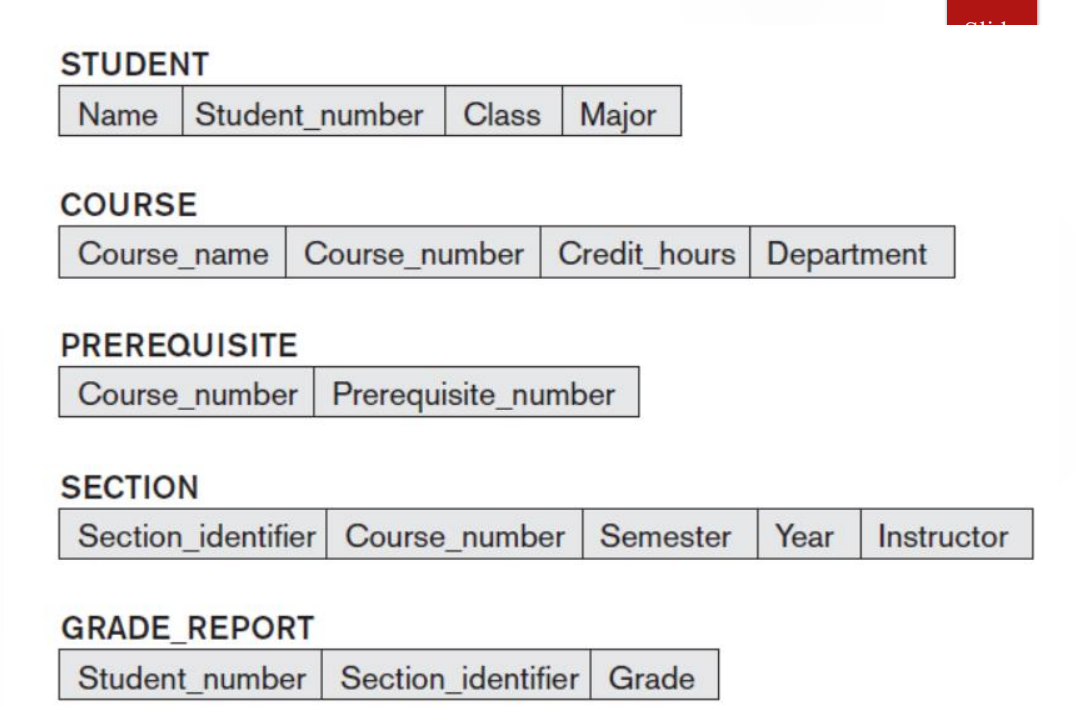 STUDENT
Name Student_number Class Major
COURSE
Course_name Course_number Credit_hours Department
PREREQUISITE
Course_number Prerequisite_number
SECTION
Section_identifier Course_number Semester Year Instructor
GRADE_REPORT
Student_number Section_identifier Grade